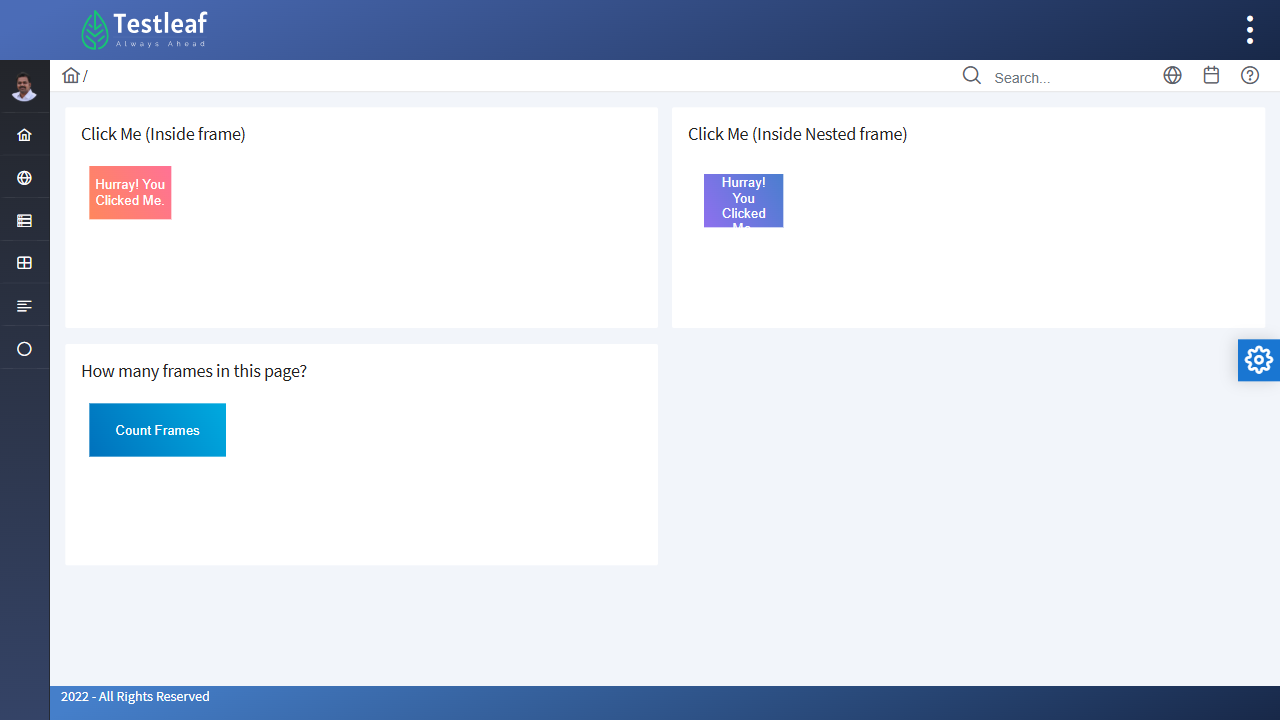 Testleaf
Always Ahead
/
Search...
Click Me (Inside frame)
Hurray! You
Clicked Me.
Click Me (Inside Nested frame)
Hurray!
You
Clicked
Me.
How many frames in this page?
Count Frames
2022 - All Rights Reserved